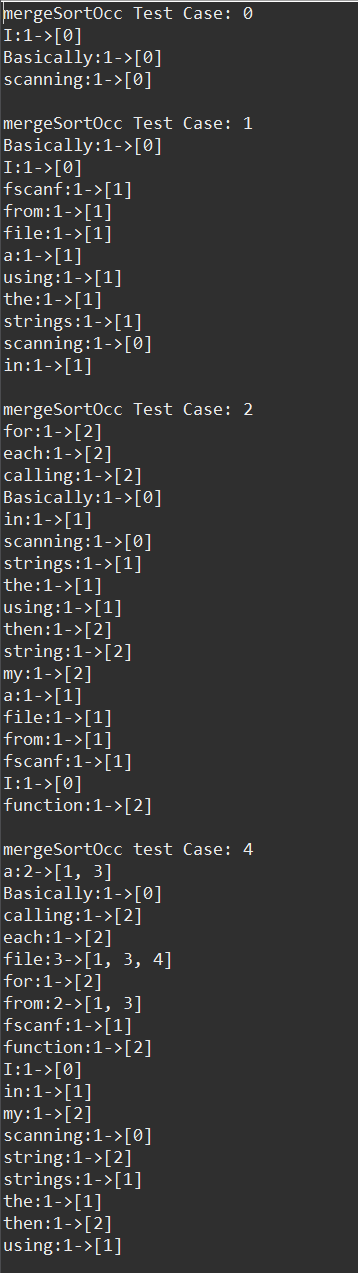 mergeSortOcc Test Case: 0
I:1->[0]
Basically:1->[0]
scanning:1->[0]
mergeSortOcc Test Case: 1
Basically:1->[0]
I:1->[0]
fscanf:1->[1]
from:1->[1]
file:1->[1]
a:1->[1]
using:1->[1]
the:1->[1]
strings:1->[1]
scanning:1->[0]
in:1->[1]
mergeSortOcc Test Case: 2
for:1->[2]
each:1->[2]
calling:1->[2]
Basically:1->[0]
in:1->[1]
scanning:1->[0]
strings:1->[1]
the:1->[1]
using:1->[1]
then:1->[2]
string:1->[2]
my:1->[2]
a:1->[1]
file:1->[1]
from:1->[1]
fscanf:1->[1]
I:1->[0]
function:1->[2]
mergeSortOcc test Case: 4
a:2->[1, 3]
Basically:1->[0]
calling:1->[2]
each:1->[2]
file:3->[1, 3, 4]
for:1->[2]
from:2->[1, 3]
fscanf:1->[1]
function:1->[2]
I:1->[0]
in:1->[1]
my:1->[2]
scanning:1->[0]
string:1->[2]
strings:1->[1]
the:1->[1]
then:1->[2]
using:1->[1]